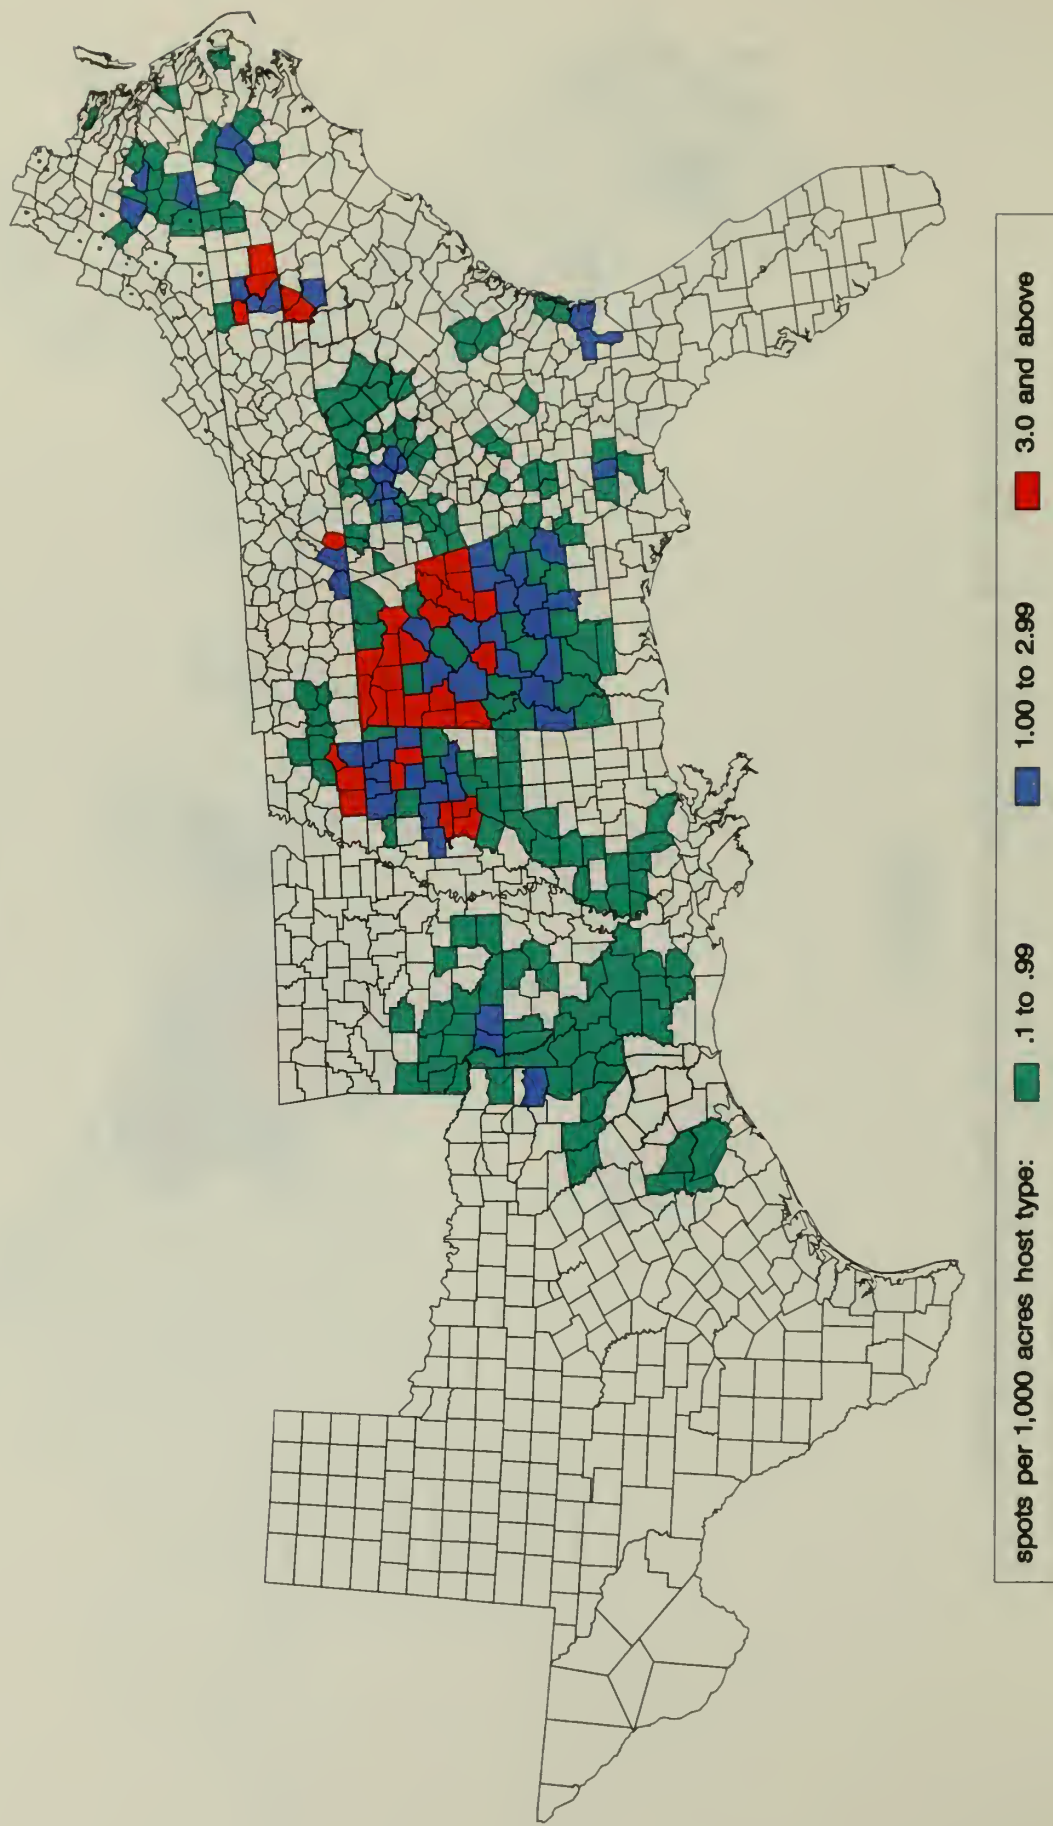 spots per 1,000 acres host type: .1 to .99 1.00 to 2.99 3.0 and above